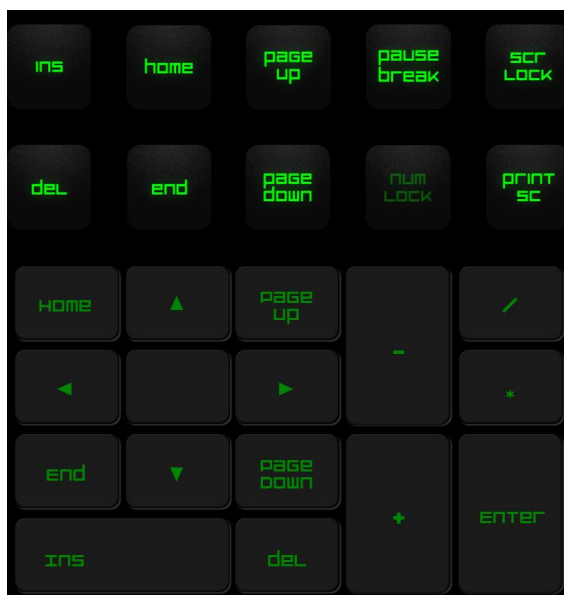 ins
home
page
up
pause
break
scr
lock
del
end
page
down
num
lock
print
sc
Home
▲
page
up
-
/
◄
►
*
End
▼
page
down
+
Enter
Ins
del